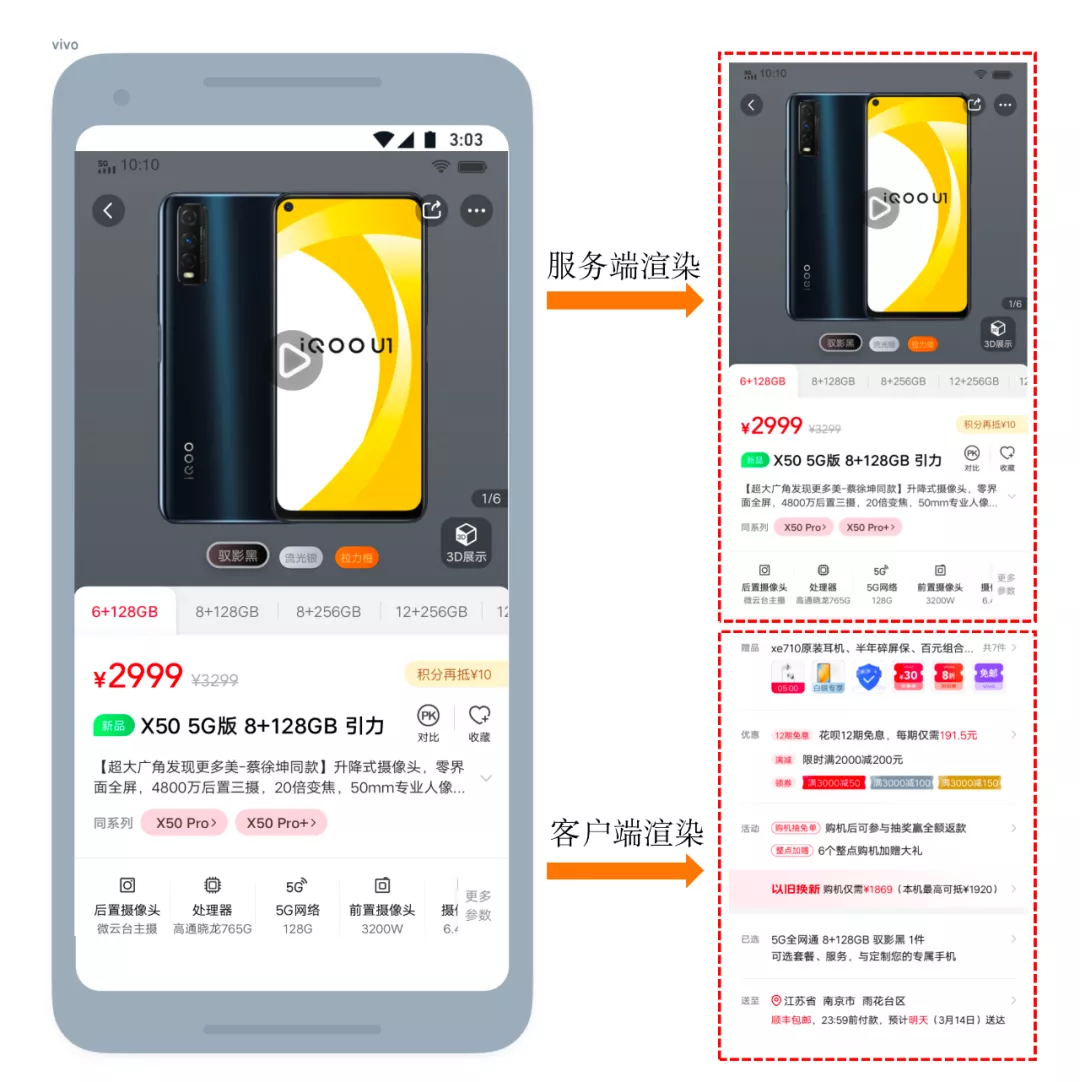 vivo
3:03
5G 10:10
iQOO U1
iQOO
1/6
驭影黑
流光银
拉力橙
3D展示
6+128GB
8+128GB
8+256GB
12+256GB
12
¥2999 ¥3299
积分再抵¥10
新品 X50 5G版 8+128GB 引力
PK
对比
收藏
【超大广角发现更多美-蔡徐坤同款】升降式摄像头，零界
面全屏，4800万后置三摄，20倍变焦，50mm专业人像...
同系列 X50 Pro› X50 Pro+›
后置摄像头
微云台主摄
处理器
高通骁龙765G
5G
5G网络
128G
前置摄像头
3200W
更多
参数
服务端渲染
客户端渲染
5G 10:10
iQOO U1
iQOO
1/6
驭影黑
流光银
拉力橙
3D展示
6+128GB
8+128GB
8+256GB
12+256GB
12
¥2999 ¥3299
积分再抵¥10
新品 X50 5G版 8+128GB 引力
PK
对比
收藏
【超大广角发现更多美-蔡徐坤同款】升降式摄像头，零界
面全屏，4800万后置三摄，20倍变焦，50mm专业人像...
同系列 X50 Pro› X50 Pro+›
后置摄像头
微云台主摄
处理器
高通骁龙765G
5G
5G网络
128G
前置摄像头
3200W
更多
参数
赠品 xe710原装耳机、半年碎屏保、百元组合... 共7件
05:00
白银专享
¥30
8折
免邮
优惠 12期免息 花呗12期免息，每期仅需191.5元
满减 限时满2000减200元
领券 满3000减50 满3000减100 满3000减150
活动 购机抽免单 购机后可参与抽奖赢全额返款
整点加赠 6个整点购机加赠大礼
以旧换新 购机仅需¥1869（本机最高可抵¥1920）
已选 5G全网通 8+128GB 驭影黑 1件
可选套餐、服务，与定制您的专属手机
送至 江苏省 南京市 雨花台区
顺丰包邮，23:59前付款，预计明天（3月14日）送达